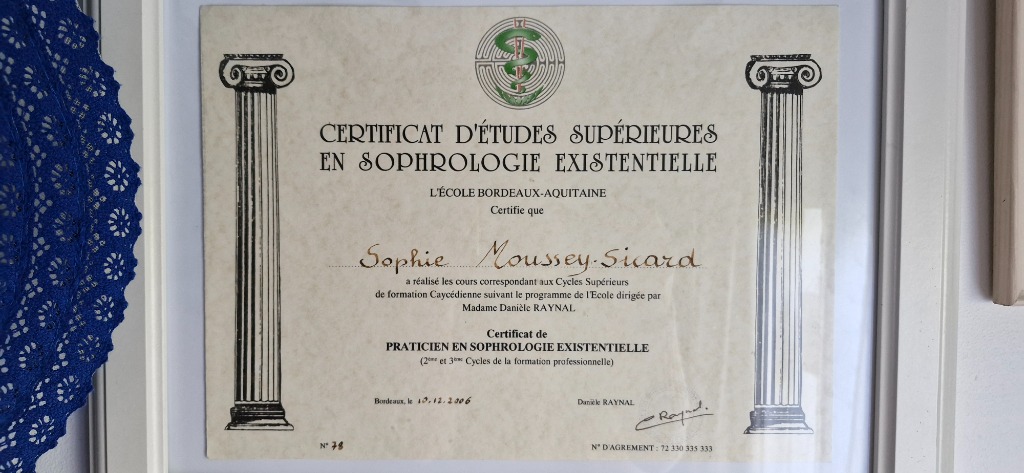 CERTIFICAT D'ÉTUDES SUPÉRIEURES
EN SOPHROLOGIE EXISTENTIELLE
L'ÉCOLE BORDEAUX-AQUITAINE
Certifie que
Sophie Moussey-Sicard
a réalisé les cours correspondant aux Cycles Supérieurs
de formation Caycédienne suivant le programme de l'Ecole dirigée par
Madame Danièle RAYNAL
Certificat de
PRATICIEN EN SOPHROLOGIE EXISTENTIELLE
(2ème et 3ème Cycles de la formation professionnelle)
Bordeaux, le 10.12.2006 Danièle RAYNAL
DRaynal.
N° 78 N° D'AGREMENT : 72 330 335 333